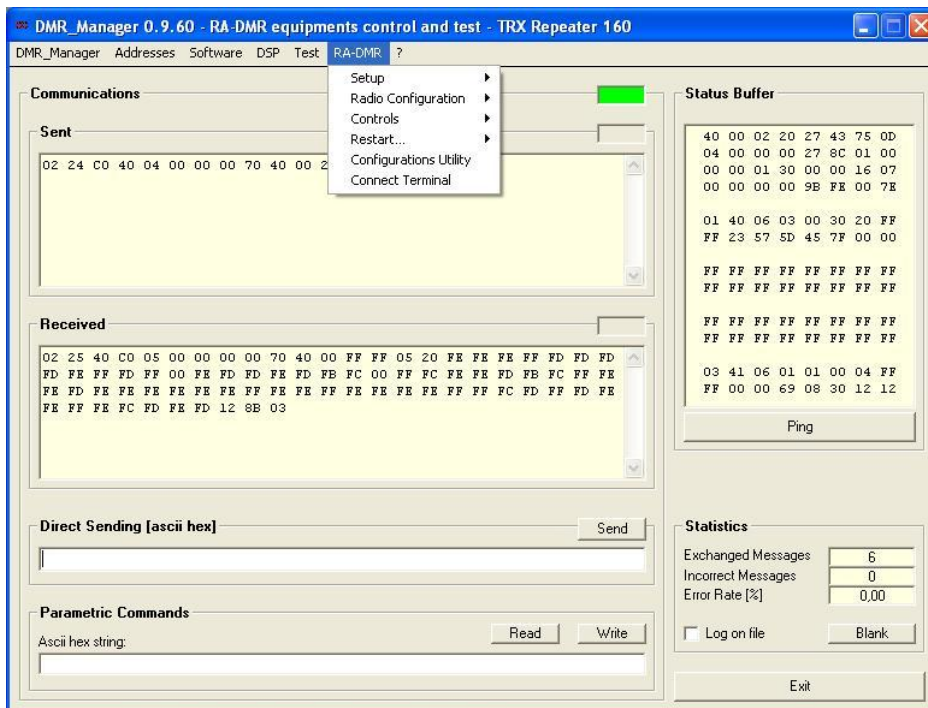 DMR_Manager 0.9.60 - RA-DMR equipments control and test - TRX Repeater 160
DMR_Manager Addresses Software DSP Test RA-DMR ?
Setup
Radio Configuration
Controls
Restart...
Configurations Utility
Connect Terminal
Communications
Sent
02 24 C0 40 04 00 00 00 70 40 00
Received
02 25 40 C0 05 00 00 00 00 70 40 00 FF FF 05 20 FE FE FE FF FD FD FD
FD FE FF FD FF 00 FE FD FD FE FD FB FC 00 FF FC FE FE FD FB FC FF FE
FE FD FE FE FE FE FE FE FF FE FE FE FE FF FE FF FF FC FD FF FD FE
FE FF FE FC FD FE FD 12 8B 03
Direct Sending [ascii hex]
Send
Parametric Commands
Ascii hex string:
Read
Write
Status Buffer
40 00 02 20 27 43 75 0D
04 00 00 00 27 8C 01 00
00 00 01 30 00 00 16 07
00 00 00 00 9B FE 00 7E
01 40 06 03 00 30 20 FF
FF 23 57 5D 45 7F 00 00
FF FF FF FF FF FF FF FF
FF FF FF FF FF FF FF FF
FF FF FF FF FF FF FF FF
FF FF FF FF FF FF FF FF
03 41 06 01 01 00 04 FF
FF 00 00 69 08 30 12 12
Ping
Statistics
Exchanged Messages 6
Incorrect Messages 0
Error Rate [%] 0,00
Log on file
Blank
Exit